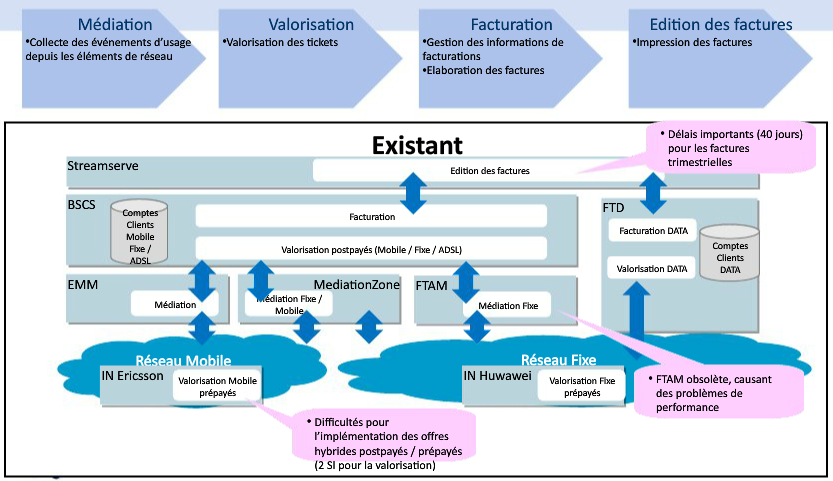 Médiation
•Collecte des événements d'usage
depuis les éléments de réseau
Valorisation
•Valorisation des tickets
Facturation
•Gestion des informations de
facturations
•Elaboration des factures
Edition des factures
•Impression des factures
Existant
• Délais importants (40 jours)
pour les factures
trimestrielles
Streamserve
Edition des factures
BSCS
Comptes
Clients
Mobile
Fixe /
ADSL
Facturation
Valorisation postpayés (Mobile / Fixe / ADSL)
FTD
Facturation DATA
Valorisation DATA
Comptes
Clients
DATA
EMM
Médiation
MediationZone
Médiation Fixe /
Mobile
FTAM
Médiation Fixe
Réseau Mobile
IN Ericsson
Valorisation Mobile
prépayés
Réseau Fixe
IN Huwawei
Valorisation Fixe
prépayés
• FTAM obsolète, causant
des problèmes de
performance
• Difficultés pour
l'implémentation des offres
hybrides postpayés / prépayés
(2 SI pour la valorisation)